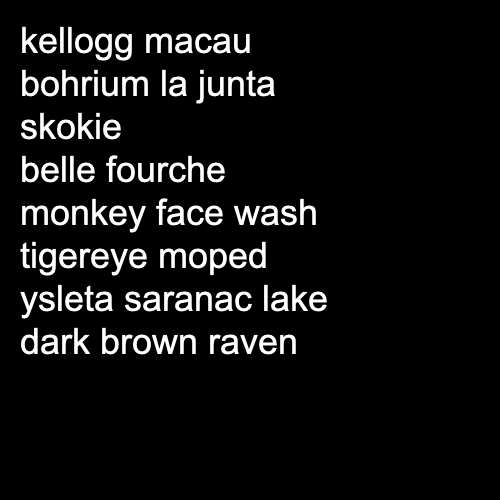 kellogg macau
bohrium la junta
skokie
belle fourche
monkey face wash
tigereye moped
ysleta saranac lake
dark brown raven